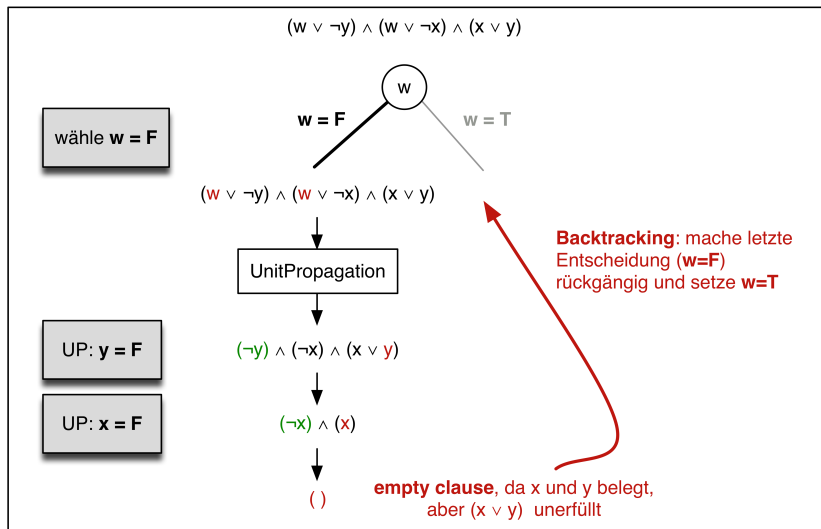 (w ∨ ¬y) ∧ (w ∨ ¬x) ∧ (x ∨ y)
w
w = F
w = T
wähle w = F
(w ∨ ¬y) ∧ (w ∨ ¬x) ∧ (x ∨ y)
UnitPropagation
Backtracking: mache letzte
Entscheidung (w=F)
rückgängig und setze w=T
UP: y = F
(¬y) ∧ (¬x) ∧ (x ∨ y)
UP: x = F
(¬x) ∧ (x)
( )
empty clause, da x und y belegt,
aber (x ∨ y) unerfüllt